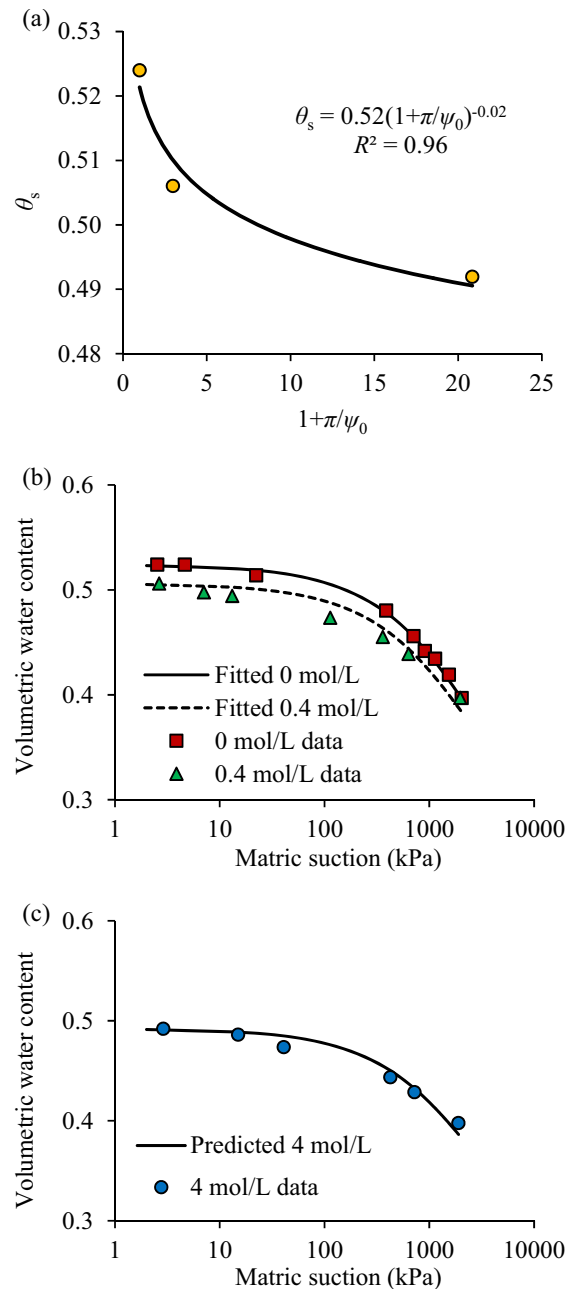 (a)
0.53
0.52
0.51
0.50
0.49
0.48
θs
θs = 0.52(1+π/ψ0)-0.02
R² = 0.96
0 5 10 15 20 25
1+π/ψ0
(b)
0.6
0.5
0.4
0.3
Volumetric water content
Fitted 0 mol/L
Fitted 0.4 mol/L
0 mol/L data
0.4 mol/L data
1 10 100 1000 10000
Matric suction (kPa)
(c)
0.6
0.5
0.4
0.3
Volumetric water content
Predicted 4 mol/L
4 mol/L data
1 10 100 1000 10000
Matric suction (kPa)